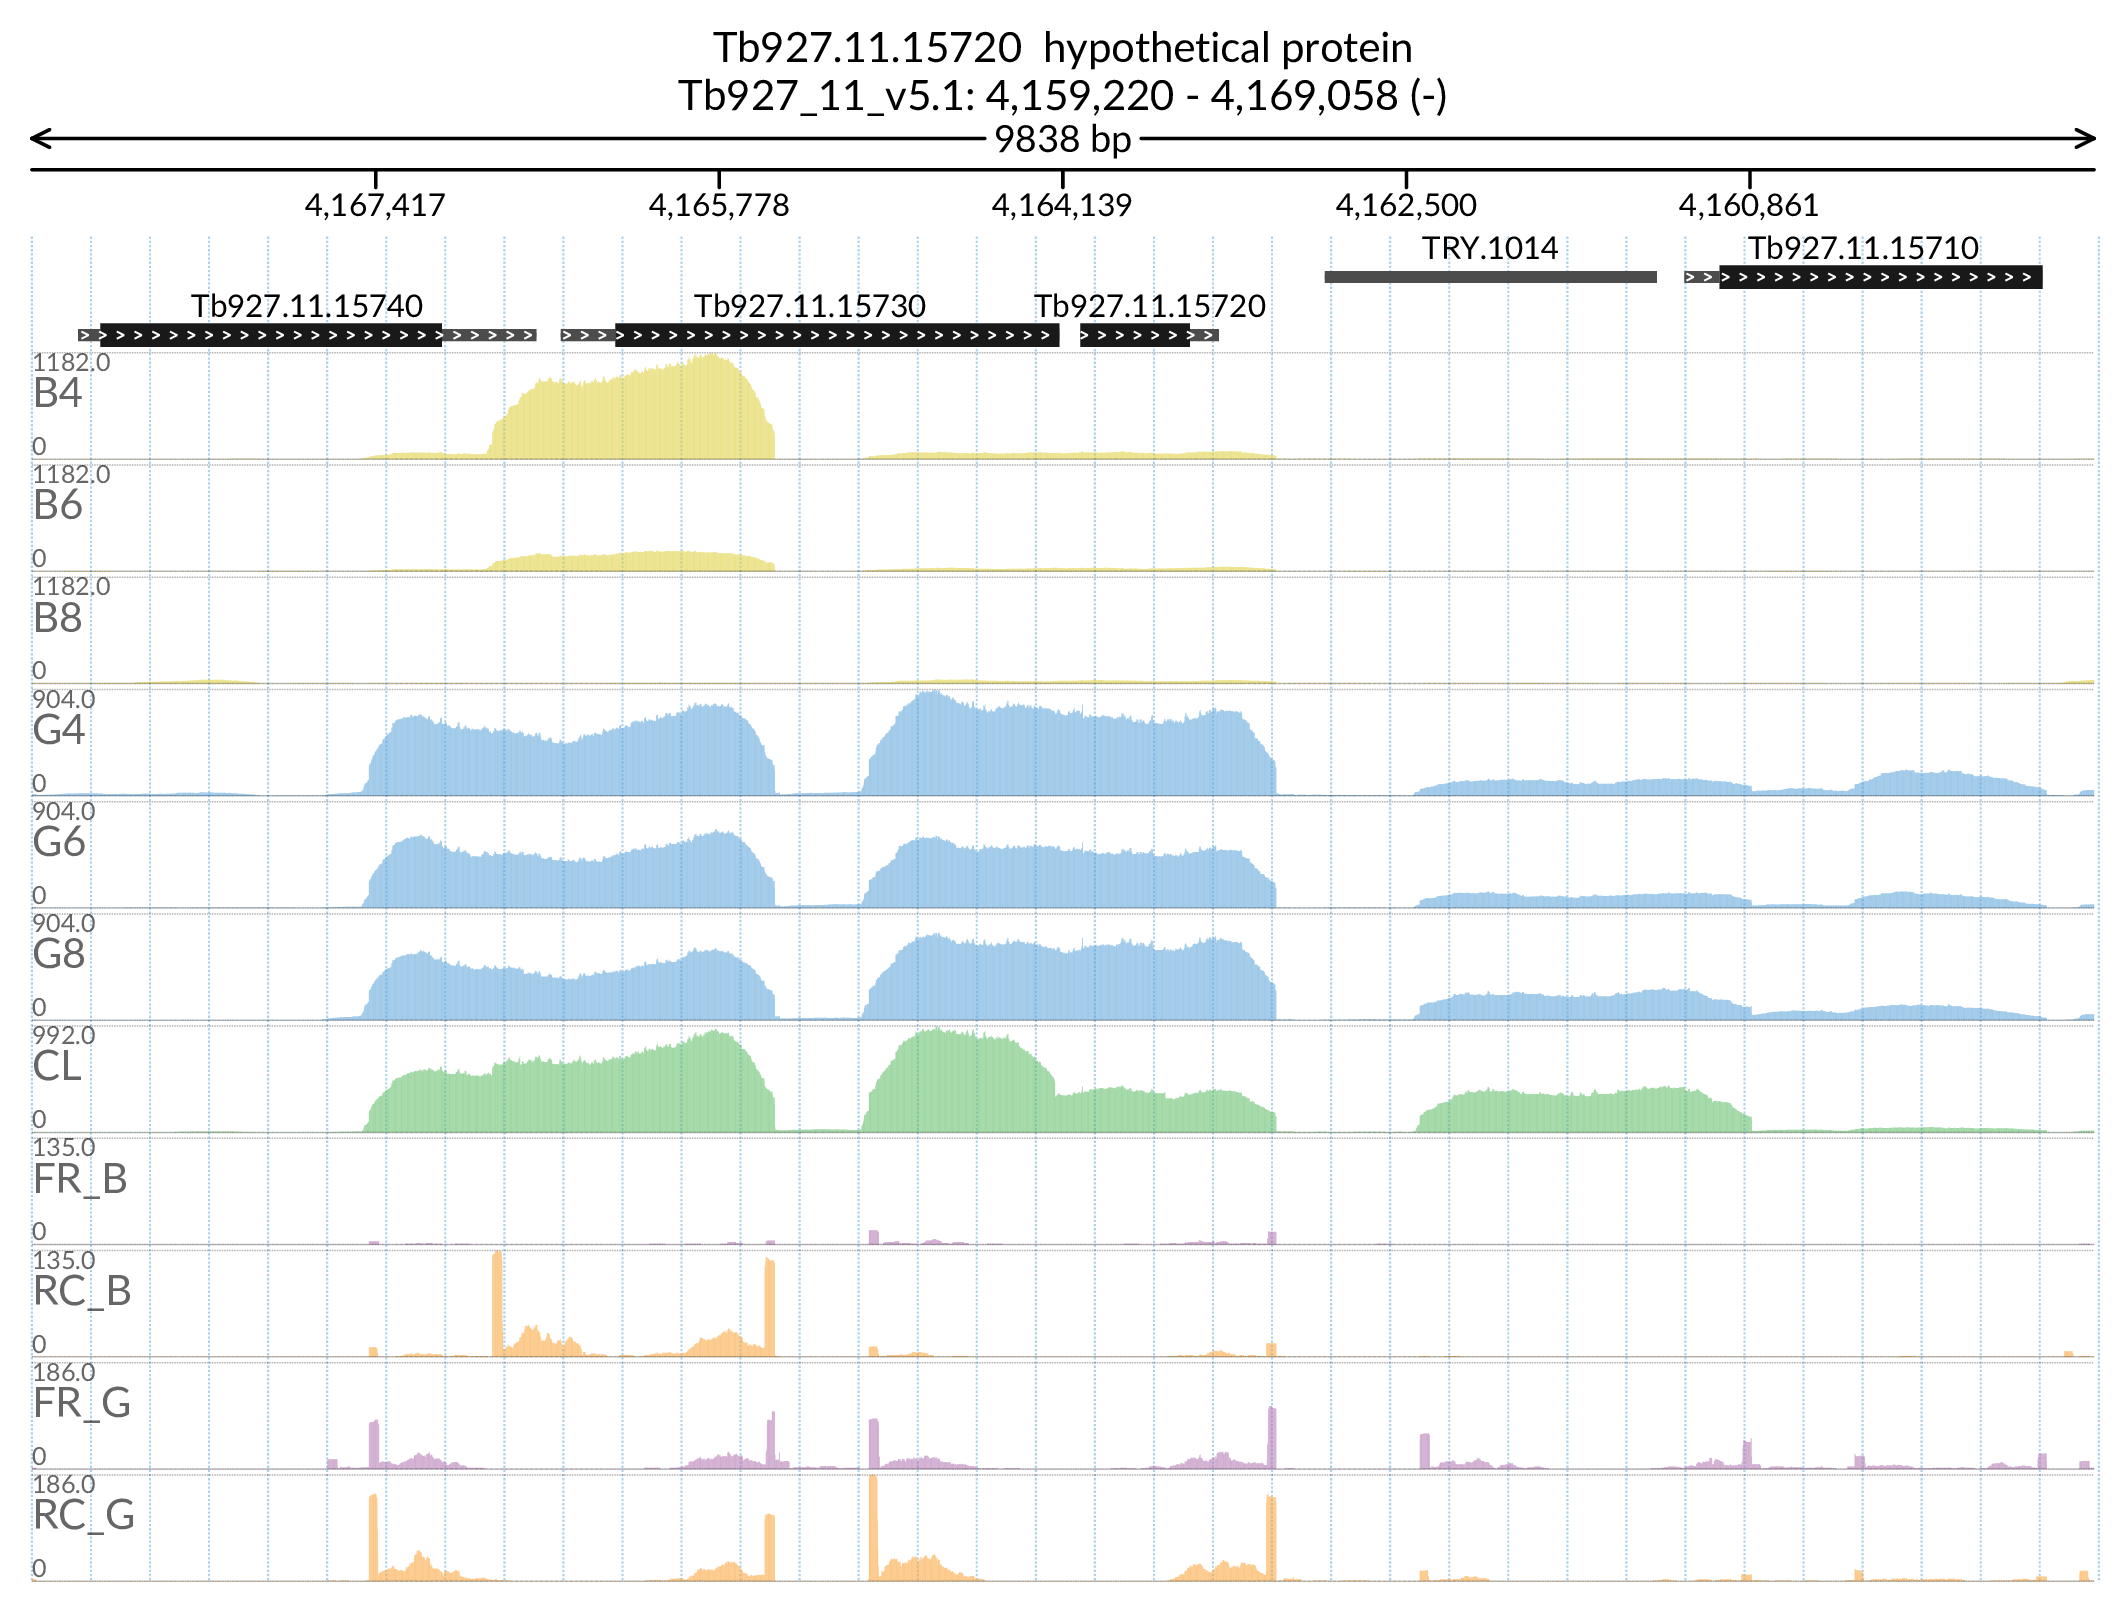 Tb927.11.15720 hypothetical protein
Tb927_11_v5.1: 4,159,220 - 4,169,058 (-)
9838 bp
4,167,417 4,165,778 4,164,139 4,162,500 4,160,861
TRY.1014 Tb927.11.15710
Tb927.11.15740 Tb927.11.15730 Tb927.11.15720
1182.0
B4
0
1182.0
B6
0
1182.0
B8
0
904.0
G4
0
904.0
G6
0
904.0
G8
0
992.0
CL
0
135.0
FR_B
0
135.0
RC_B
0
186.0
FR_G
0
186.0
RC_G
0